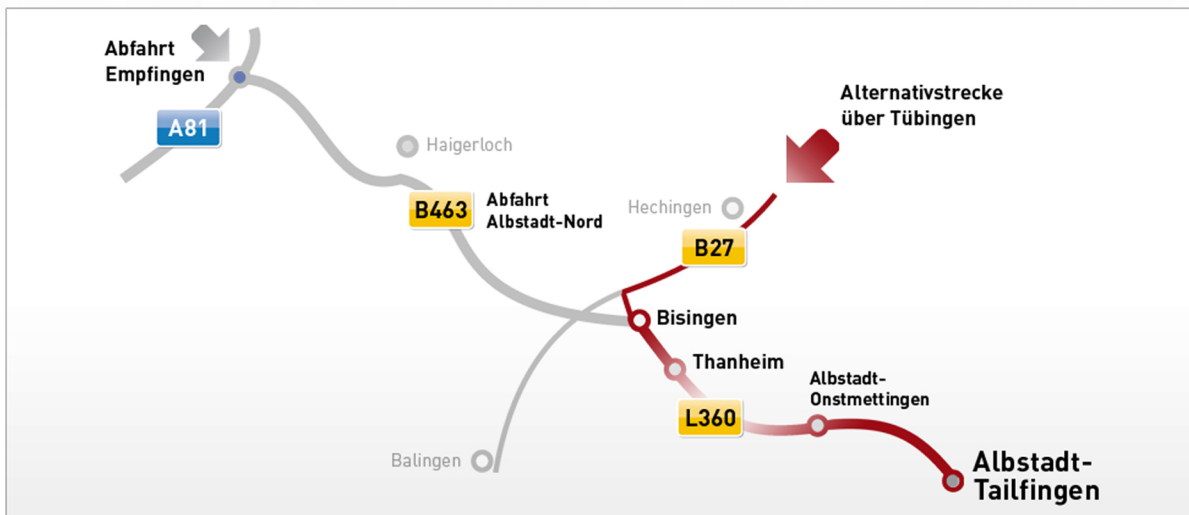 Abfahrt
Empfingen
A81
Haigerloch
B463
Abfahrt
Albstadt-Nord
Alternativstrecke
über Tübingen
Hechingen
B27
Bisingen
Thanheim
L360
Albstadt-
Onstmettingen
Balingen
Albstadt-
Tailfingen